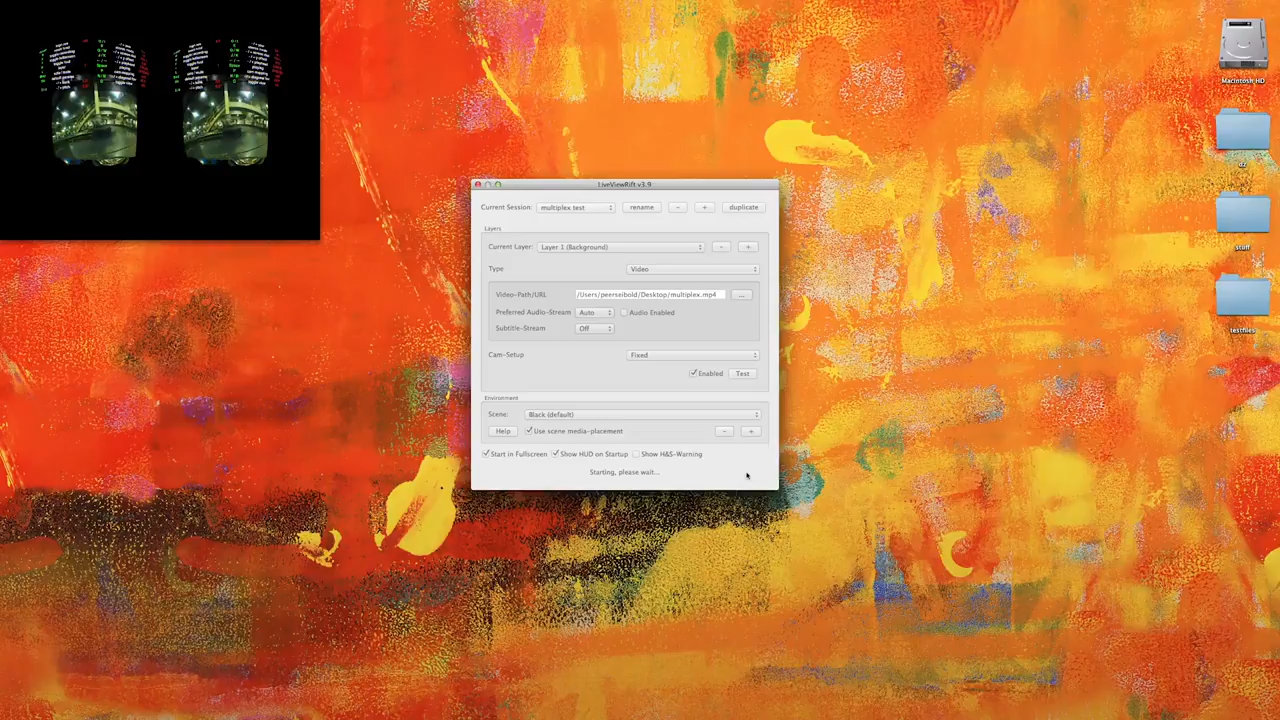 LiveViewRift v3.9
Current Session: multiplex test rename - + duplicate
Layers
Current Layer: Layer 1 (Background) - +
Type Video
Video-Path/URL /Users/peerseibold/Desktop/multiplex.mp4 ...
Preferred Audio-Stream Auto Audio Enabled
Subtitle-Stream Off
Cam-Setup Fixed
Enabled Test
Environment
Scene: Black (default)
Help Use scene media-placement - +
Start in Fullscreen Show HUD on Startup Show H&S-Warning
Starting, please wait...
Macintosh HD
stuff
testfiles